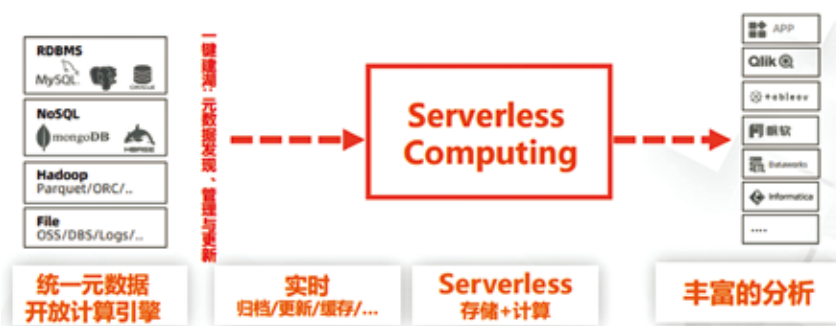 RDBMS
MySQL
ORACLE
NoSQL
mongoDB
HBASE
Hadoop
Parquet/ORC/..
File
OSS/DBS/Logs/..
一键建湖：元数据发现、管理与更新
Serverless
Computing
APP
Qlik
+ableau
帆软
Dataworks
Informatica
....
统一元数据
开放计算引擎
实时
归档/更新/缓存/...
Serverless
存储+计算
丰富的分析